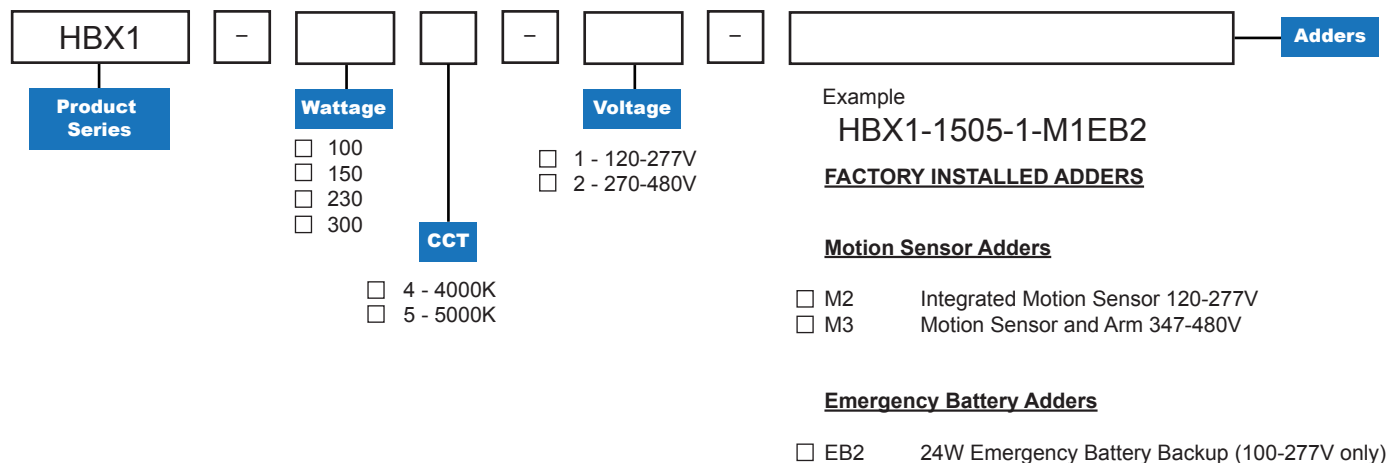 HBX1 - - - Adders
Product Series
Wattage
100
150
230
300
CCT
4 - 4000K
5 - 5000K
Voltage
1 - 120-277V
2 - 270-480V
Example
HBX1-1505-1-M1EB2
FACTORY INSTALLED ADDERS
Motion Sensor Adders
M2 Integrated Motion Sensor 120-277V
M3 Motion Sensor and Arm 347-480V
Emergency Battery Adders
EB2 24W Emergency Battery Backup (100-277V only)